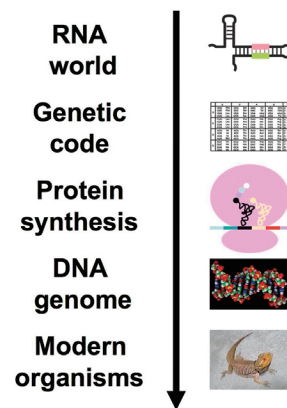 RNA
world
Genetic
code
Protein
synthesis
DNA
genome
Modern
organisms